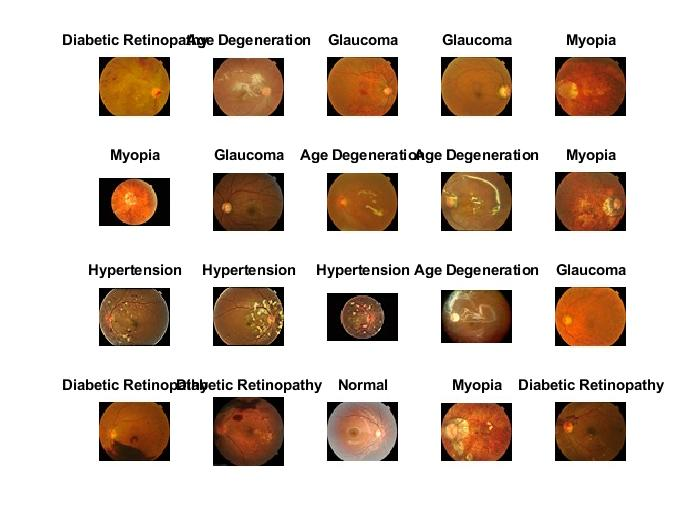 Diabetic Retinopathy Age Degeneration Glaucoma Glaucoma Myopia
Myopia Glaucoma Age Degeneration Age Degeneration Myopia
Hypertension Hypertension Hypertension Age Degeneration Glaucoma
Diabetic Retinopathy Diabetic Retinopathy Normal Myopia Diabetic Retinopathy